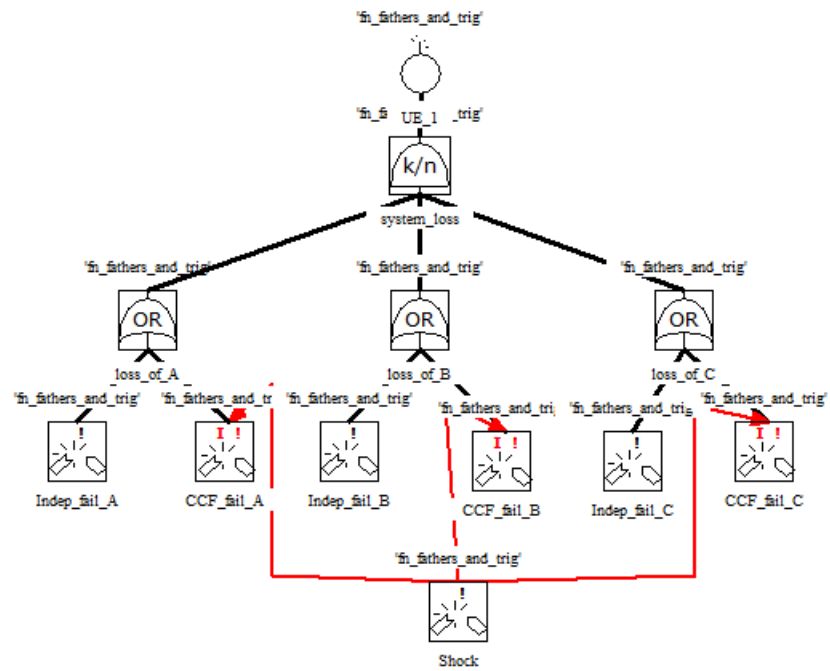 'fn_fathers_and_trig'
'fn_fa UE_1 _trig'
k/n
system_loss
'fn_fathers_and_trig' 'fn_fathers_and_trig' 'fn_fathers_and_trig'
OR OR OR
loss_of_A loss_of_B loss_of_C
'fn_fathers_and_trig' 'fn_fathers_and_tr 'fn_fathers_and_trig' 'fn_fathers_and_trig 'fn_fathers_and_trig 'fn_fathers_and_trig'
! I ! ! I ! ! I !
Indep_fail_A CCF_fail_A Indep_fail_B CCF_fail_B Indep_fail_C CCF_fail_C
'fn_fathers_and_trig'
!
Shock